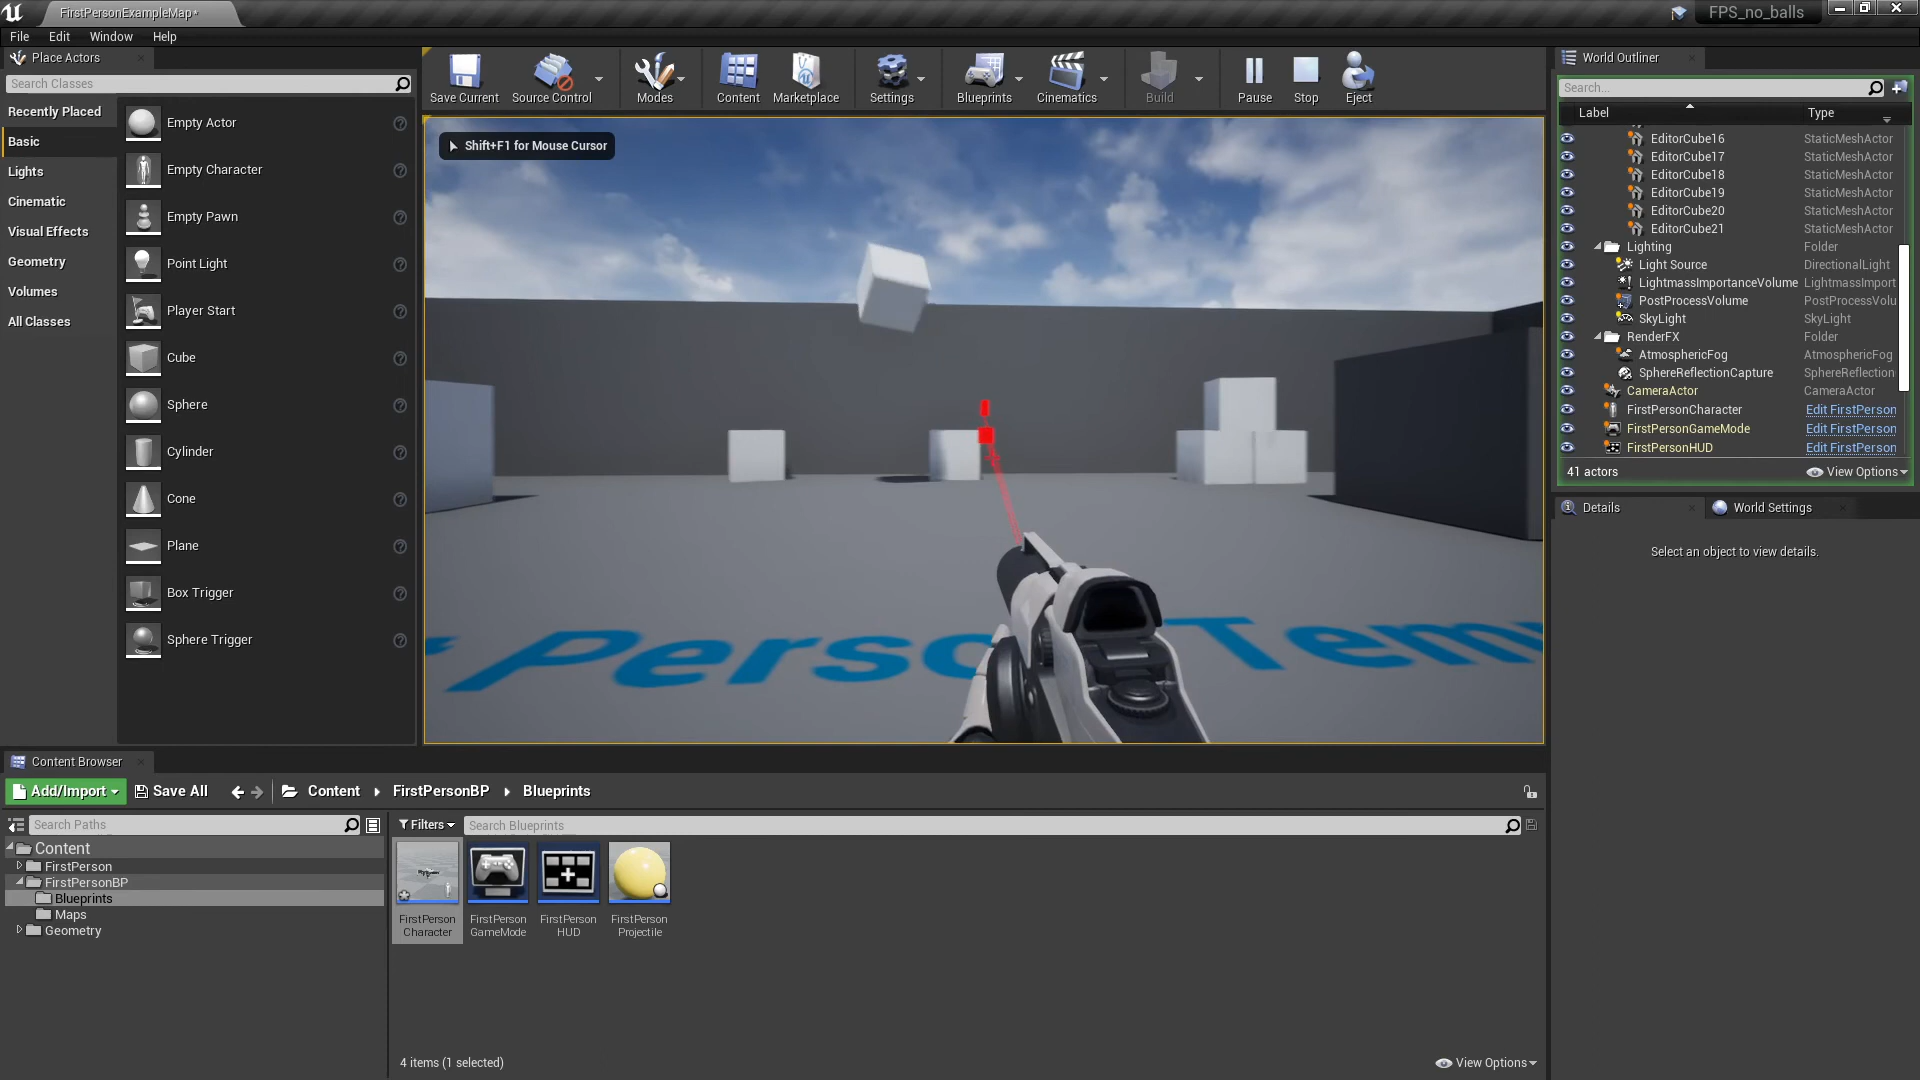 FirstPersonExampleMap*
FPS_no_balls
File Edit Window Help
Place Actors
Search Classes
Recently Placed
Basic
Lights
Cinematic
Visual Effects
Geometry
Volumes
All Classes
Empty Actor
Empty Character
Empty Pawn
Point Light
Player Start
Cube
Sphere
Cylinder
Cone
Plane
Box Trigger
Sphere Trigger
Save Current
Source Control
Modes
Content
Marketplace
Settings
Blueprints
Cinematics
Build
Pause
Stop
Eject
Shift+F1 for Mouse Cursor
Person Tem
World Outliner
Search...
Label Type
EditorCube16 StaticMeshActor
EditorCube17 StaticMeshActor
EditorCube18 StaticMeshActor
EditorCube19 StaticMeshActor
EditorCube20 StaticMeshActor
EditorCube21 StaticMeshActor
Lighting Folder
Light Source DirectionalLight
LightmassImportanceVolume LightmassImport
PostProcessVolume PostProcessVolu
SkyLight SkyLight
RenderFX Folder
AtmosphericFog AtmosphericFog
SphereReflectionCapture SphereReflection
CameraActor CameraActor
FirstPersonCharacter Edit FirstPerson
FirstPersonGameMode Edit FirstPerson
FirstPersonHUD Edit FirstPerson
41 actors View Options
Details
World Settings
Select an object to view details.
Content Browser
Add/Import Save All Content FirstPersonBP Blueprints
Search Paths
Content
FirstPerson
FirstPersonBP
Blueprints
Maps
Geometry
Filters Search Blueprints
FirstPerson
Character
FirstPerson
GameMode
FirstPerson
HUD
FirstPerson
Projectile
4 items (1 selected) View Options